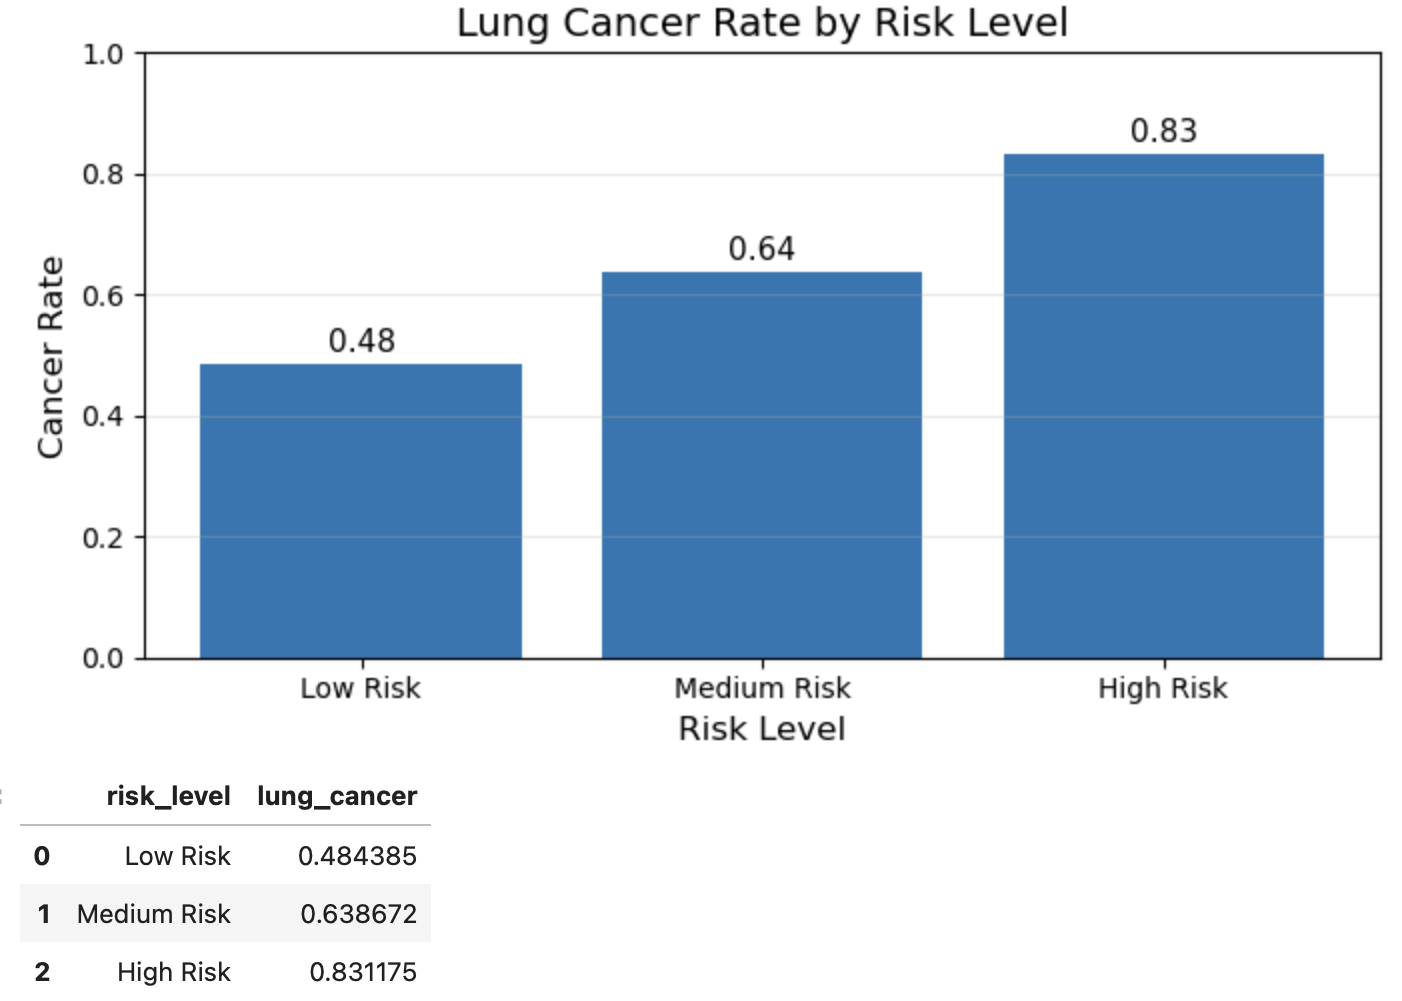 Lung Cancer Rate by Risk Level
1.0
0.8
0.6
0.4
0.2
0.0
Cancer Rate
0.48
0.64
0.83
Low Risk Medium Risk High Risk
Risk Level
risk_level lung_cancer
0 Low Risk 0.484385
1 Medium Risk 0.638672
2 High Risk 0.831175